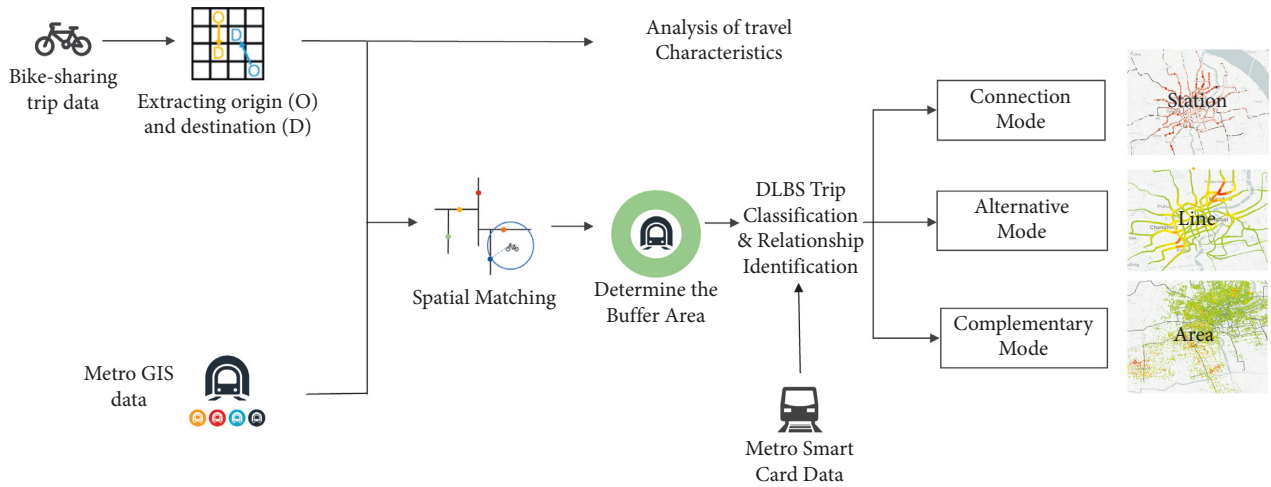 Bike-sharing
trip data
O
D
D
O
Extracting origin (O)
and destination (D)
Analysis of travel
Characteristics
Metro GIS
data
Spatial Matching
Determine the
Buffer Area
DLBS Trip
Classification
& Relationship
Identification
Metro Smart
Card Data
Connection
Mode
Station
Alternative
Mode
Line
Complementary
Mode
Area